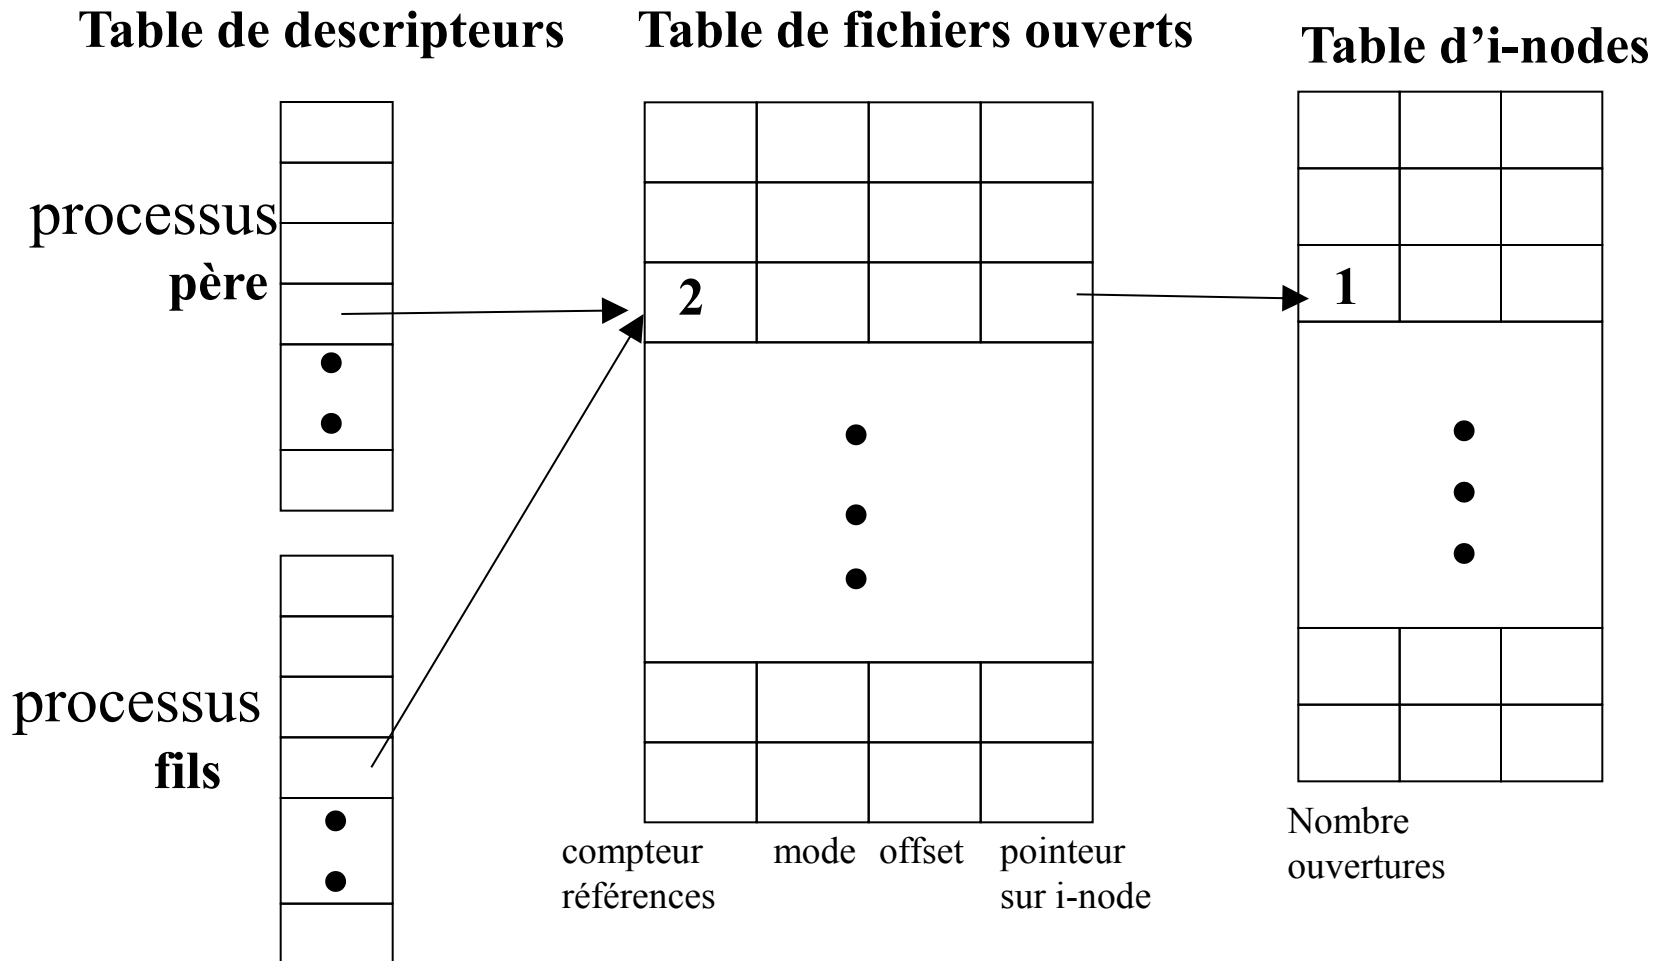 Table de descripteurs
Table de fichiers ouverts
Table d’i-nodes
processus
père
2
1
processus
fils
compteur
références
mode
offset
pointeur
sur i-node
Nombre
ouvertures